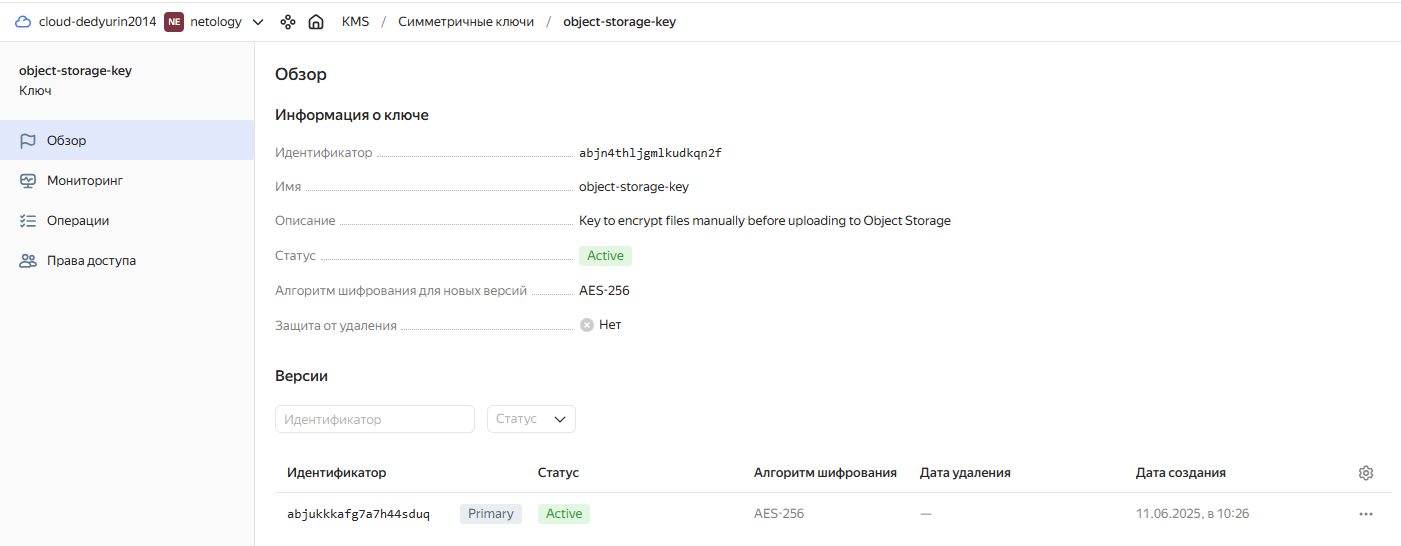 cloud-dedyurin2014 NE netology KMS / Симметричные ключи / object-storage-key
object-storage-key
Ключ
Обзор
Мониторинг
Операции
Права доступа
Обзор
Информация о ключе
Идентификатор abjn4thljgmlkudkqn2f
Имя object-storage-key
Описание Key to encrypt files manually before uploading to Object Storage
Статус Active
Алгоритм шифрования для новых версий AES-256
Защита от удаления Нет
Версии
Идентификатор Статус
Идентификатор Статус Алгоритм шифрования Дата удаления Дата создания
abjukkkafg7a7h44sduq Primary Active AES-256 — 11.06.2025, в 10:26